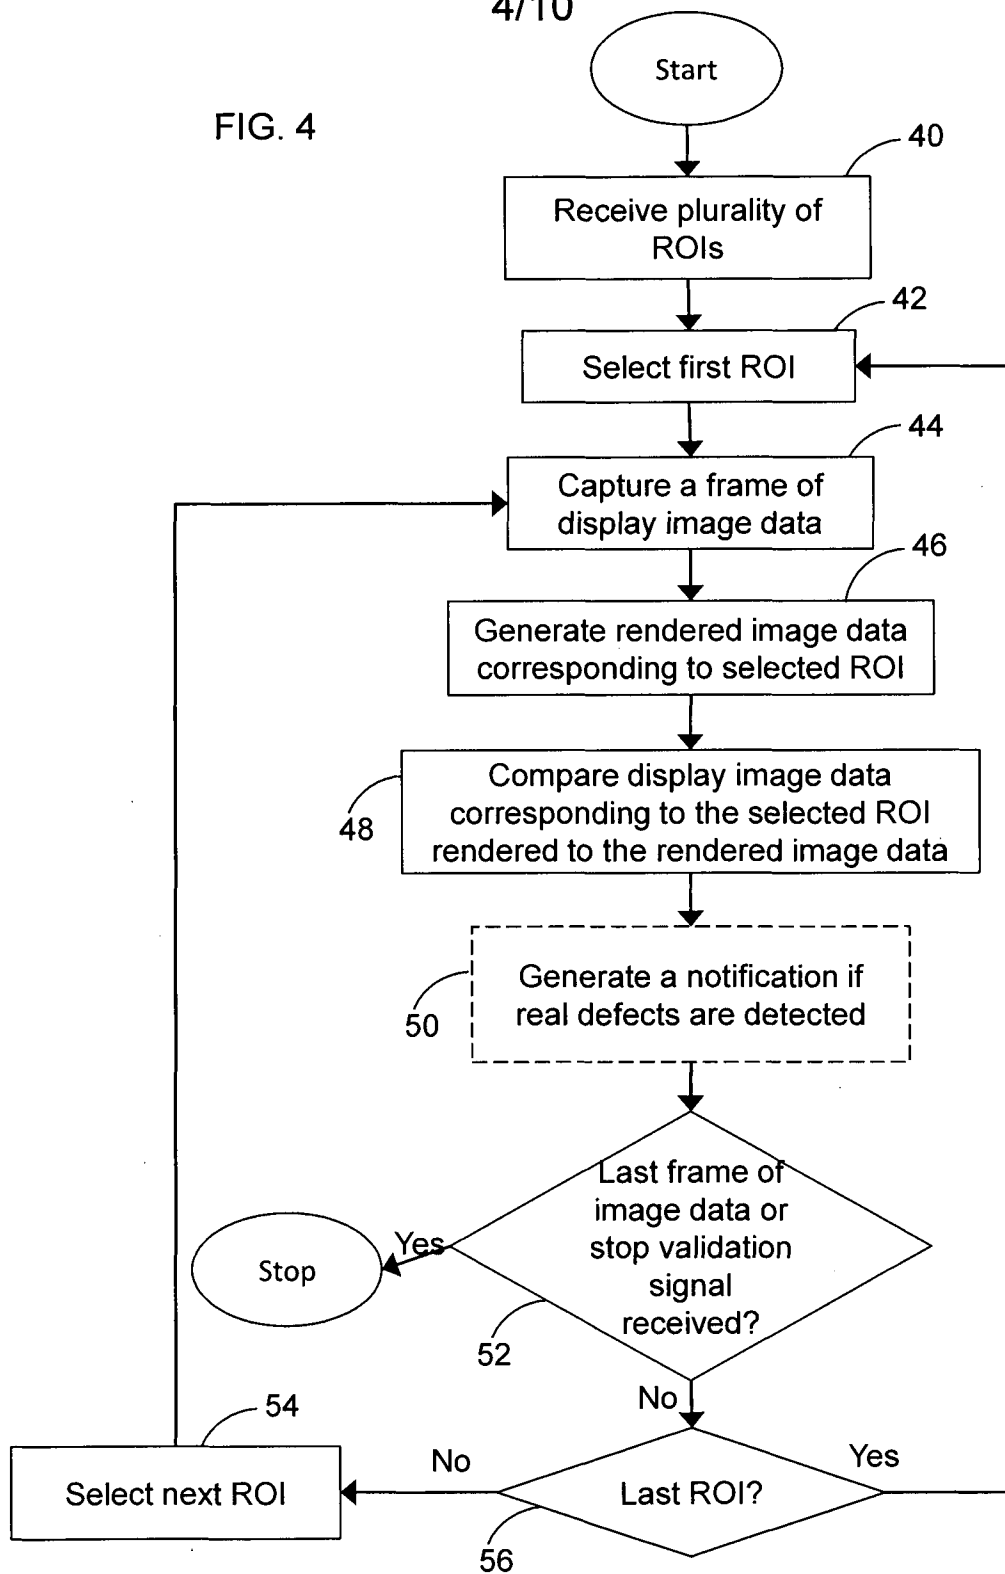 4/10
Start
FIG. 4
40
Receive plurality of
ROIs
42
Select first ROI
44
Capture a frame of
display image data
46
Generate rendered image data
corresponding to selected ROI
Compare display image data
corresponding to the selected ROI
rendered to the rendered image data
48
Generate a notification if
real defects are detected
50
Last frame of
image data or
stop validation
signal
received?
Yes
Stop
52
No
54
Select next ROI
No
Last ROI?
Yes
56